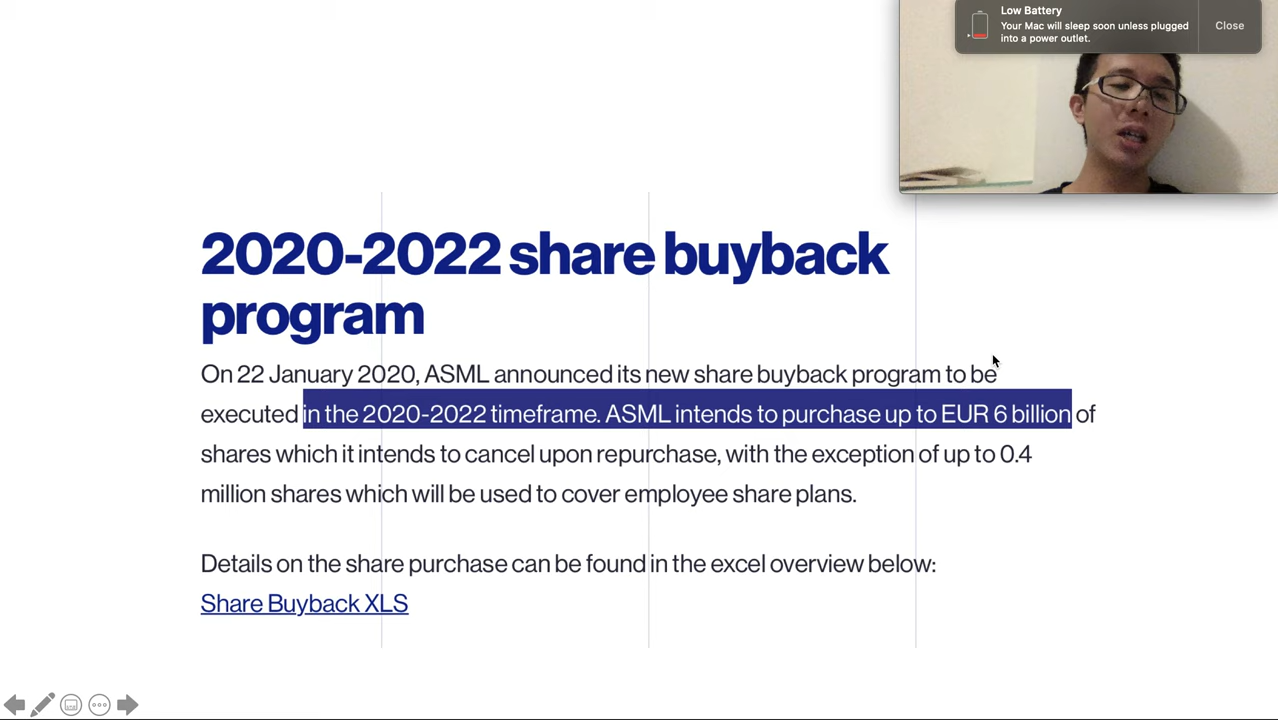 Low Battery
Your Mac will sleep soon unless plugged
into a power outlet.
Close
2020-2022 share buyback
program
On 22 January 2020, ASML announced its new share buyback program to be
executed in the 2020-2022 timeframe. ASML intends to purchase up to EUR 6 billion of
shares which it intends to cancel upon repurchase, with the exception of up to 0.4
million shares which will be used to cover employee share plans.
Details on the share purchase can be found in the excel overview below:
Share Buyback XLS